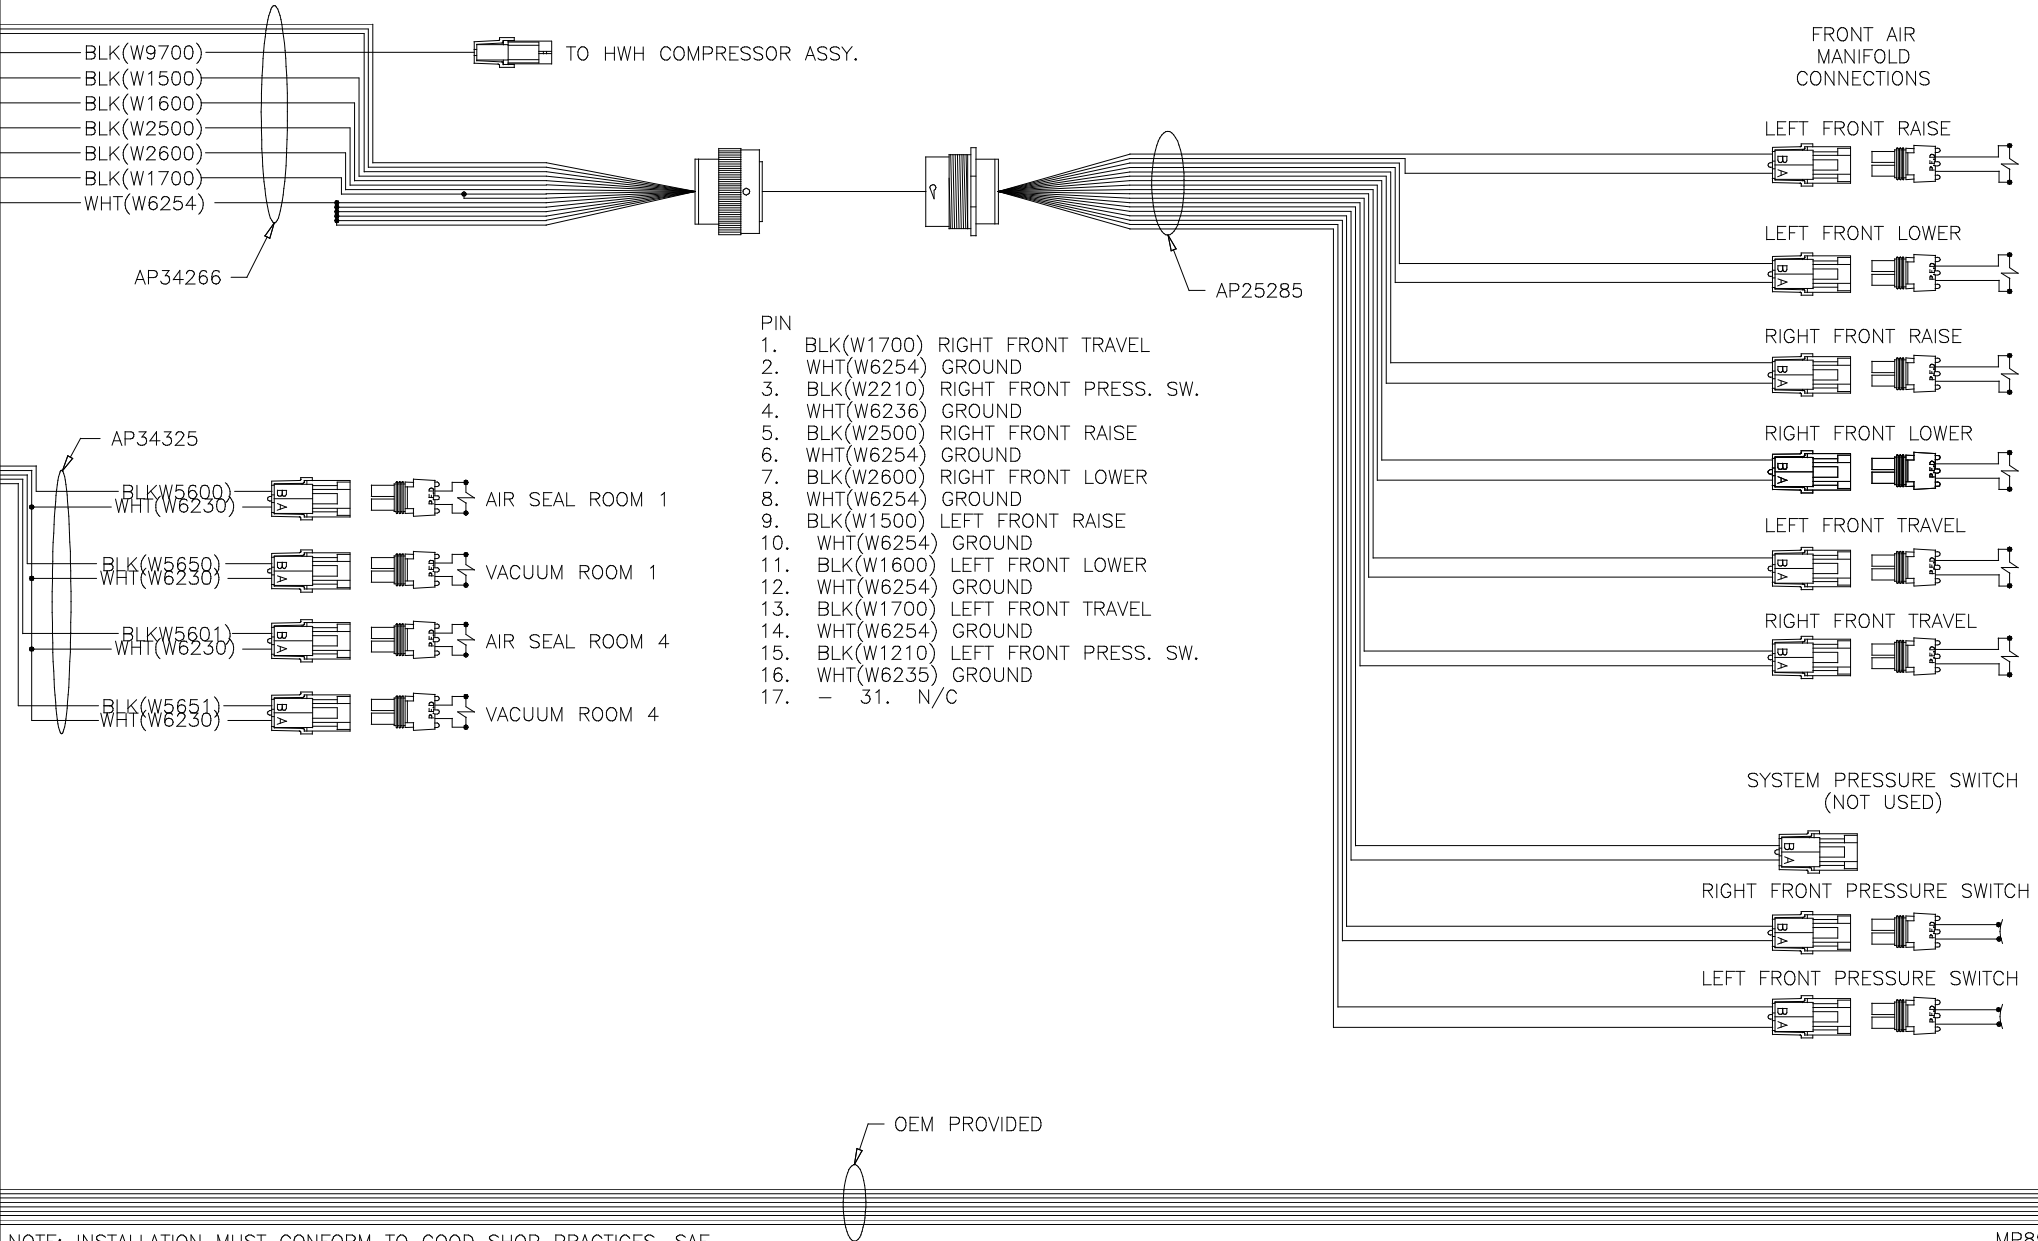 BLK(W9700)
TO HWH COMPRESSOR ASSY.
BLK(W1500)
BLK(W1600)
BLK(W2500)
BLK(W2600)
BLK(W1700)
WHT(W6254)
AP34266
AP25285
FRONT AIR
MANIFOLD
CONNECTIONS
LEFT FRONT RAISE
B
A
LEFT FRONT LOWER
B
A
RIGHT FRONT RAISE
B
A
RIGHT FRONT LOWER
B
A
LEFT FRONT TRAVEL
B
A
RIGHT FRONT TRAVEL
B
A
SYSTEM PRESSURE SWITCH
(NOT USED)
B
A
RIGHT FRONT PRESSURE SWITCH
B
A
LEFT FRONT PRESSURE SWITCH
B
A
PIN
1. BLK(W1700) RIGHT FRONT TRAVEL
2. WHT(W6254) GROUND
3. BLK(W2210) RIGHT FRONT PRESS. SW.
4. WHT(W6236) GROUND
5. BLK(W2500) RIGHT FRONT RAISE
6. WHT(W6254) GROUND
7. BLK(W2600) RIGHT FRONT LOWER
8. WHT(W6254) GROUND
9. BLK(W1500) LEFT FRONT RAISE
10. WHT(W6254) GROUND
11. BLK(W1600) LEFT FRONT LOWER
12. WHT(W6254) GROUND
13. BLK(W1700) LEFT FRONT TRAVEL
14. WHT(W6254) GROUND
15. BLK(W1210) LEFT FRONT PRESS. SW.
16. WHT(W6235) GROUND
17. – 31. N/C
AP34325
BLKW5600)
WHT(W6230)
B
A
AIR SEAL ROOM 1
BLK(W5650)
WHT(W6230)
B
A
VACUUM ROOM 1
BLKW5601)
WHT(W6230)
B
A
AIR SEAL ROOM 4
BLK(W5651)
WHT(W6230)
B
A
VACUUM ROOM 4
OEM PROVIDED
NOTE: INSTALLATION MUST CONFORM TO GOOD SHOP PRACTICES, SAE